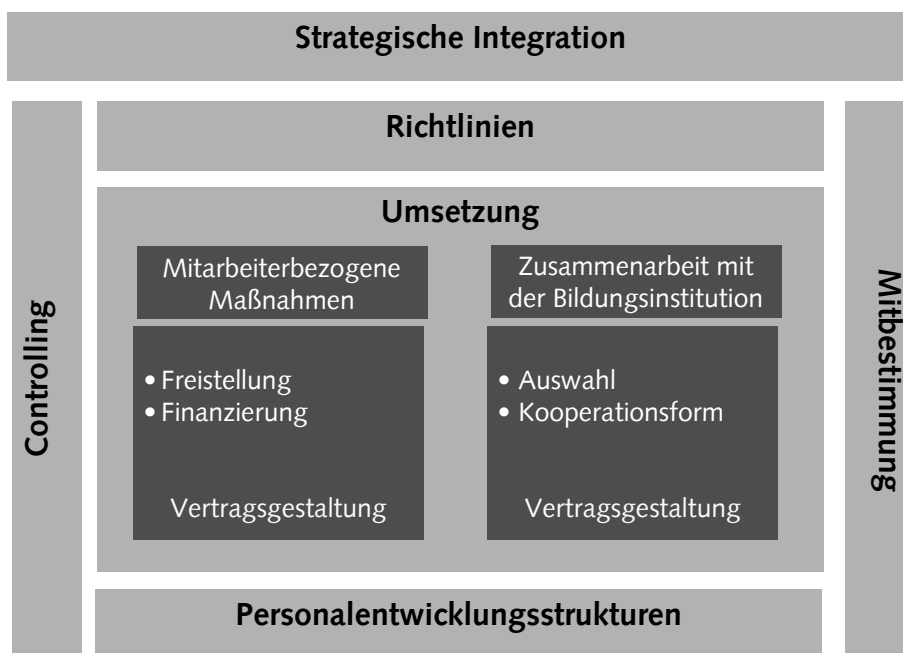 Strategische Integration
Controlling
Richtlinien
Umsetzung
Mitarbeiterbezogene
Maßnahmen
• Freistellung
• Finanzierung
Vertragsgestaltung
Zusammenarbeit mit
der Bildungsinstitution
• Auswahl
• Kooperationsform
Vertragsgestaltung
Mitbestimmung
Personalentwicklungsstrukturen